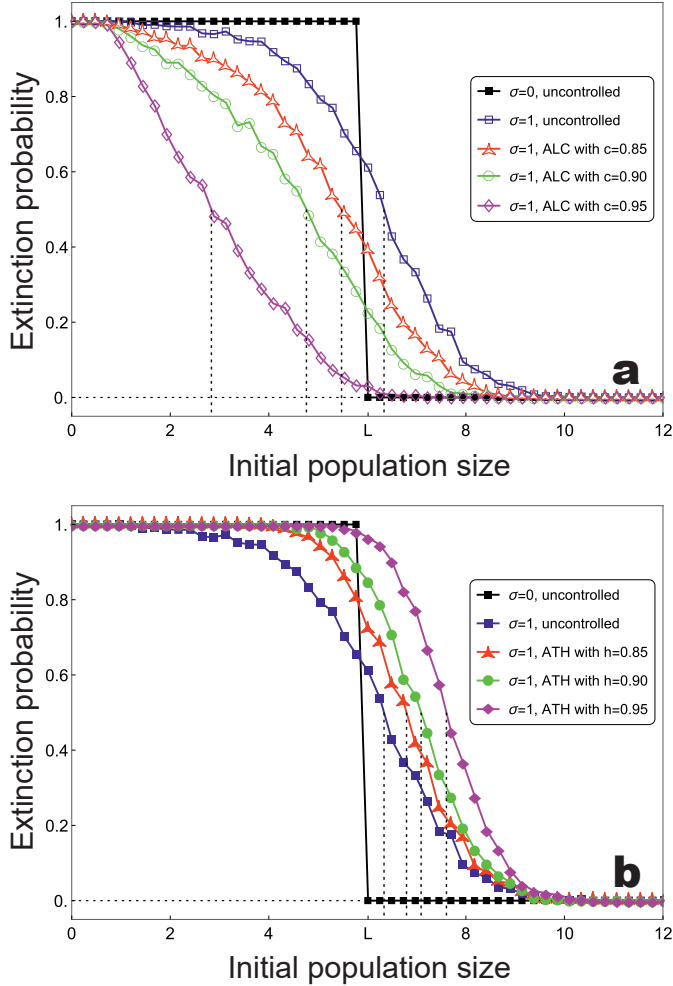 1.
0.8
0.6
0.4
0.2
0.
Extinction probability
σ=0, uncontrolled
σ=1, uncontrolled
σ=1, ALC with c=0.85
σ=1, ALC with c=0.90
σ=1, ALC with c=0.95
a
0 2 4 L 8 10 12
Initial population size
1.
0.8
0.6
0.4
0.2
0.
Extinction probability
σ=0, uncontrolled
σ=1, uncontrolled
σ=1, ATH with h=0.85
σ=1, ATH with h=0.90
σ=1, ATH with h=0.95
b
0 2 4 L 8 10 12
Initial population size